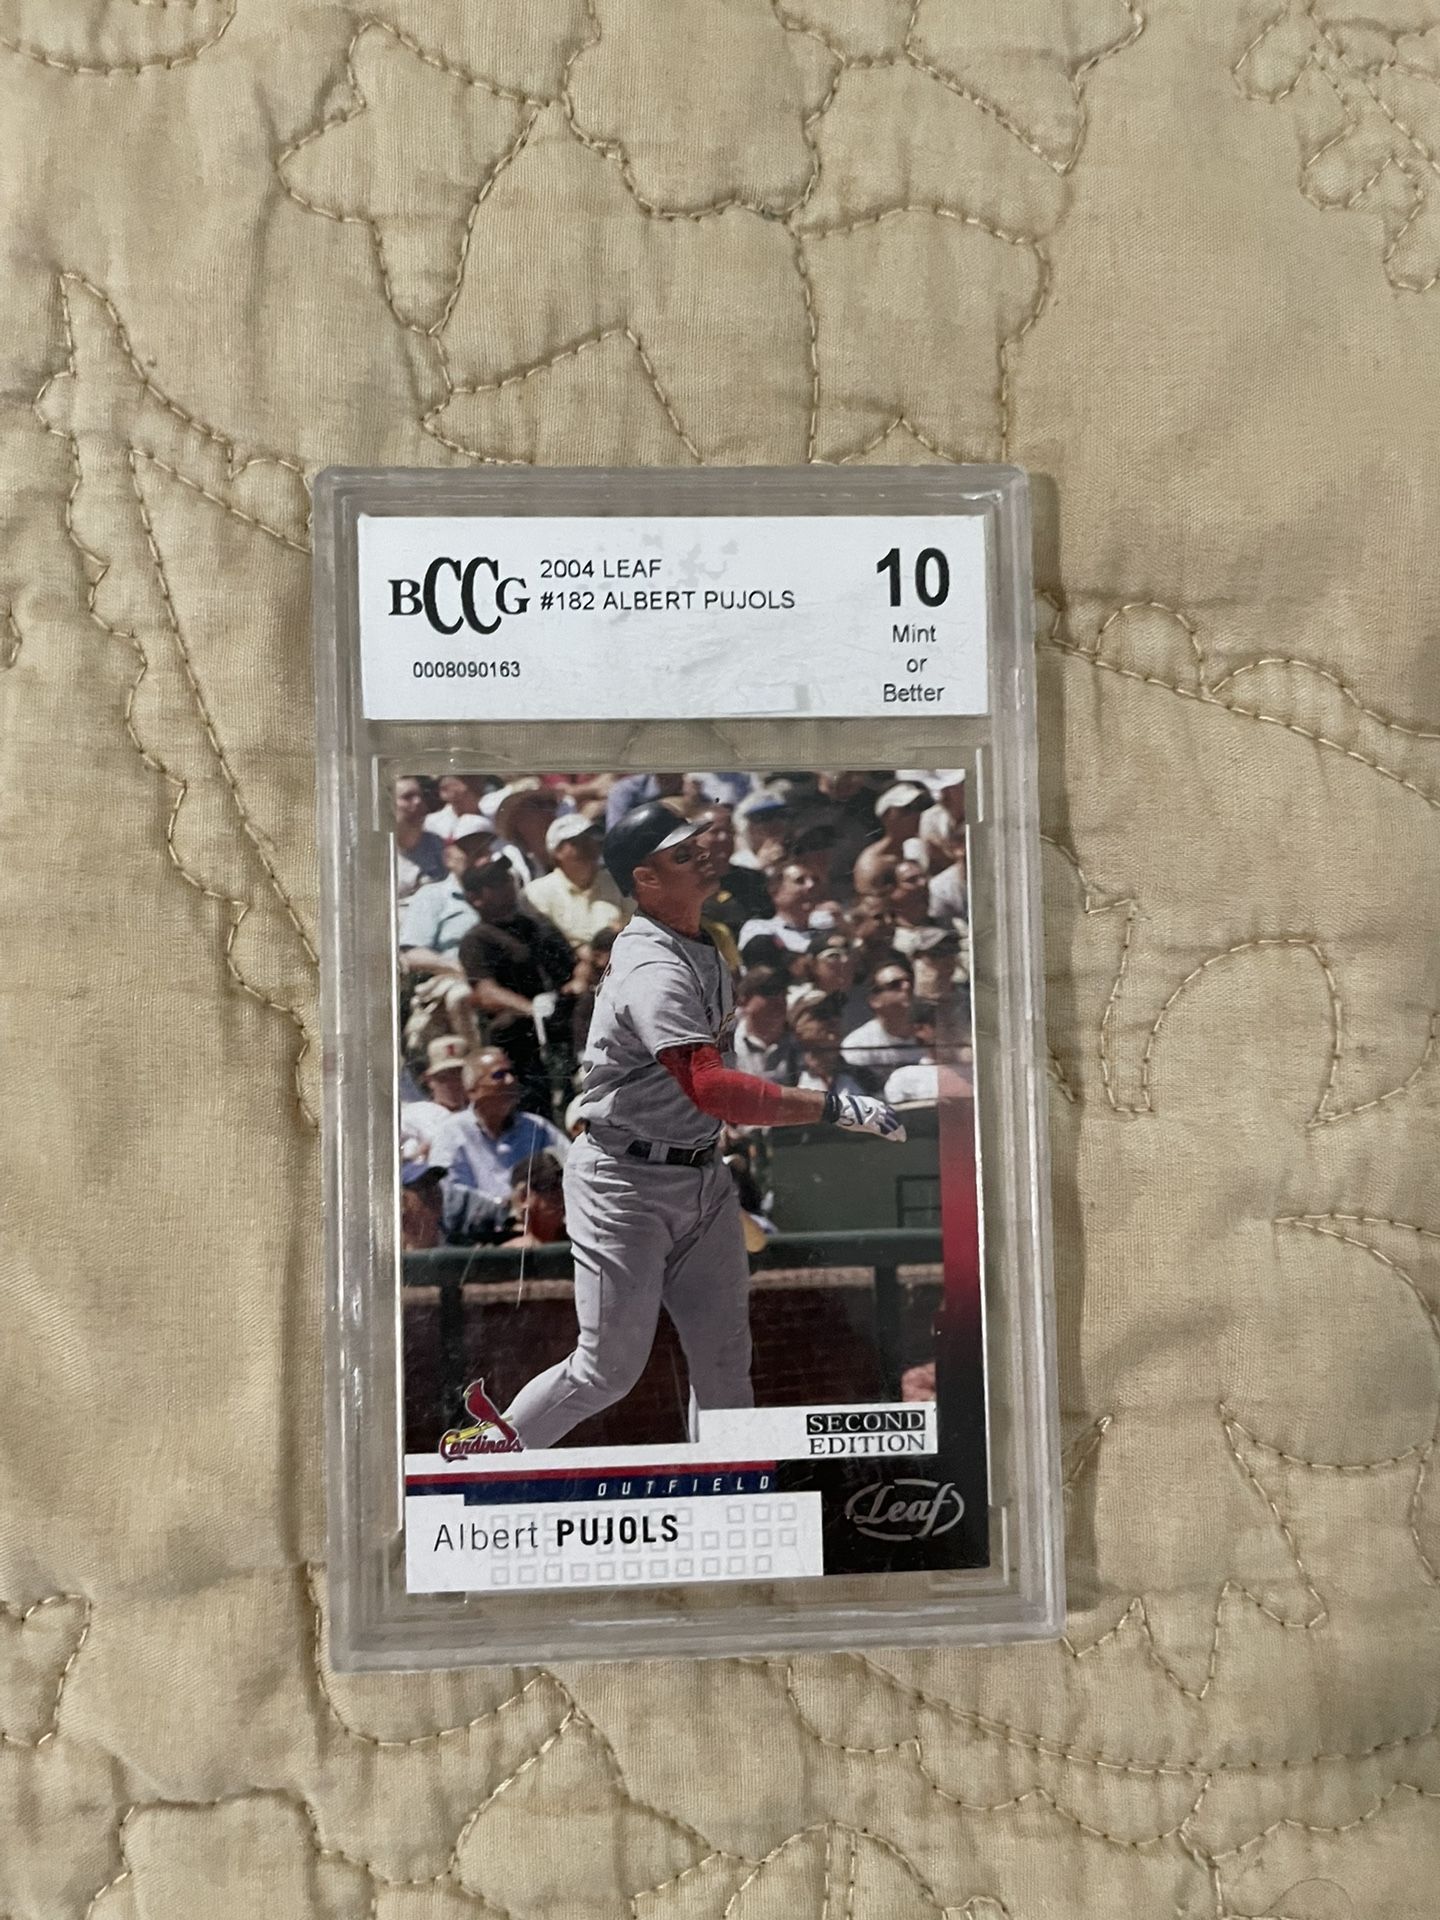 BCCG
2004 LEAF
#182 ALBERT PUJOLS
0008090163
10
Mint
or
Better
Cardinals
SECOND
EDITION
OUTFIELD
Leaf
Albert PUJOLS